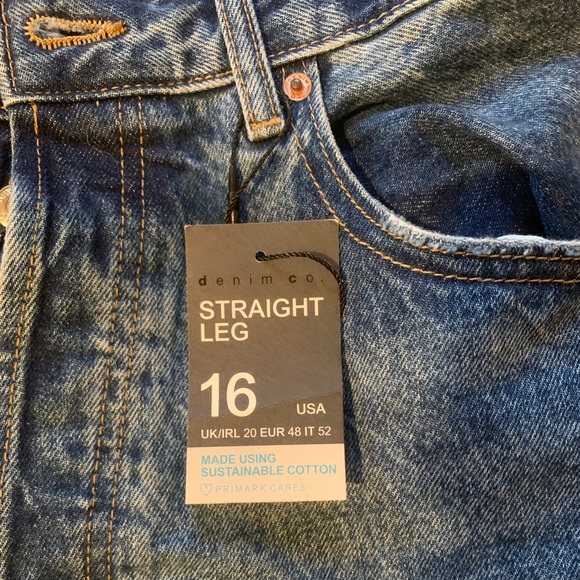 denim co.
STRAIGHT
LEG
16 USA
UK/IRL 20 EUR 48 IT 52
MADE USING
SUSTAINABLE COTTON
PRIMARK CARES